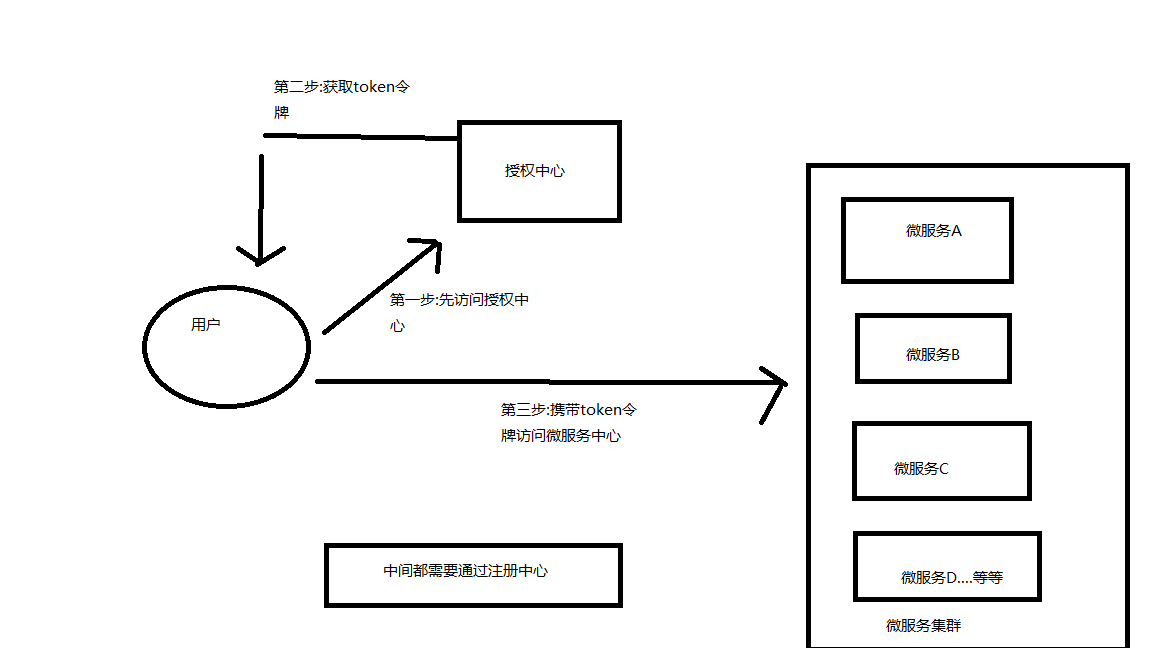 第二步:获取token令
牌
授权中心
微服务A
用户
第一步:先访问授权中
心
微服务B
第三步:携带token令
牌访问微服务中心
微服务C
中间都需要通过注册中心
微服务D....等等
微服务集群